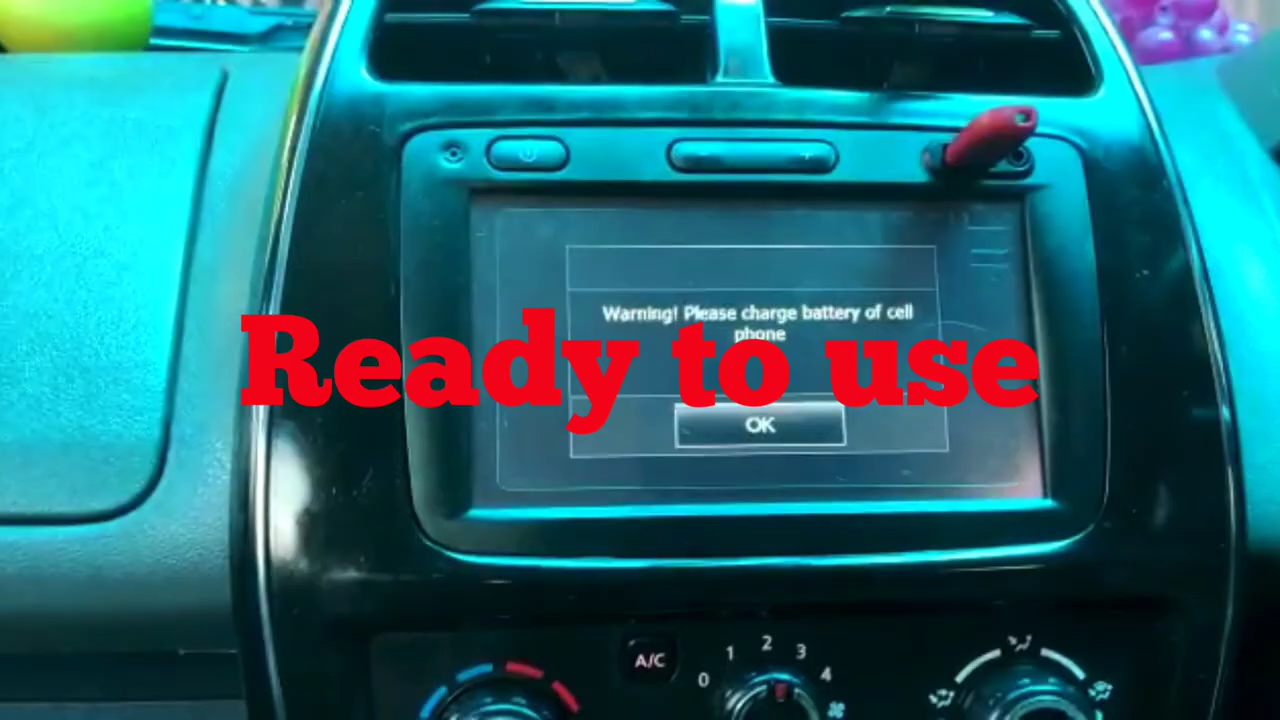 Warning! Please charge battery of cell
phone
Ready to use
OK
A/C
0 1 2 3 4